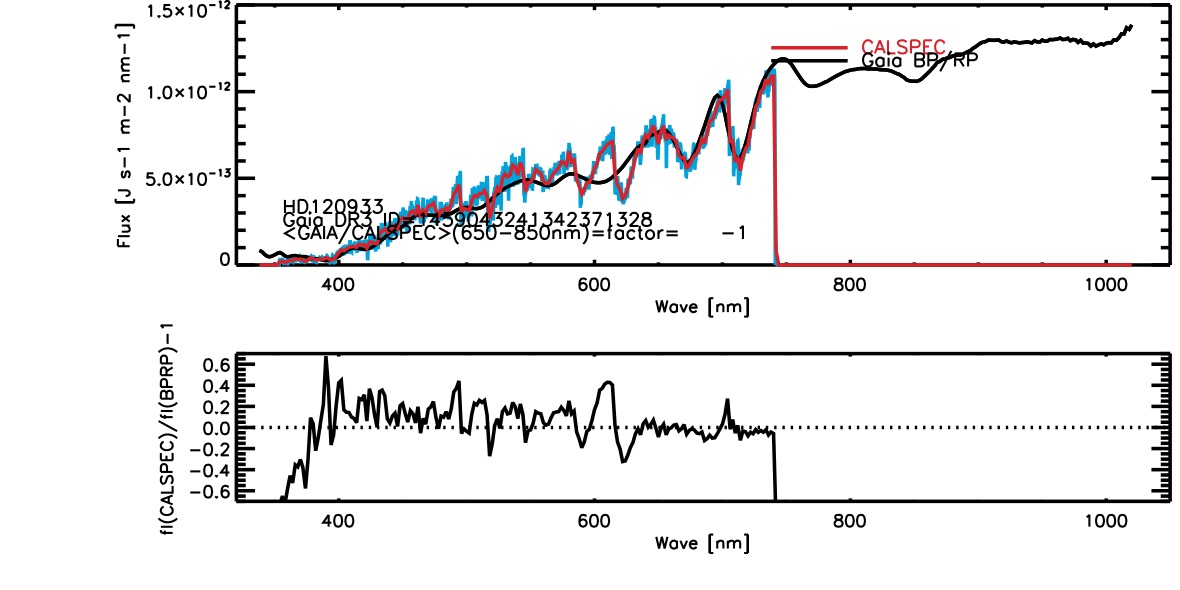 1.5×10−12
1.0×10−12
5.0×10−13
0
Flux [J s−1 m−2 nm−1]
CALSPEC
Gaia BP/RP
HD120933
Gaia DR3 ID=1459043241342371328
<GAIA/CALSPEC>(650−850nm)=factor= −1
400 600 800 1000
Wave [nm]
fl(CALSPEC)/fl(BPRP)−1
0.6
0.4
0.2
0.0
−0.2
−0.4
−0.6
400 600 800 1000
Wave [nm]